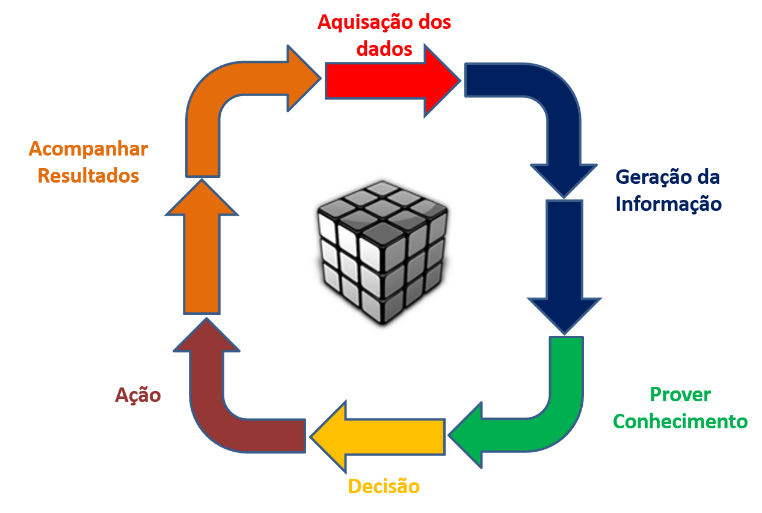 Aquisação dos
dados
Geração da
Informação
Prover
Conhecimento
Decisão
Ação
Acompanhar
Resultados